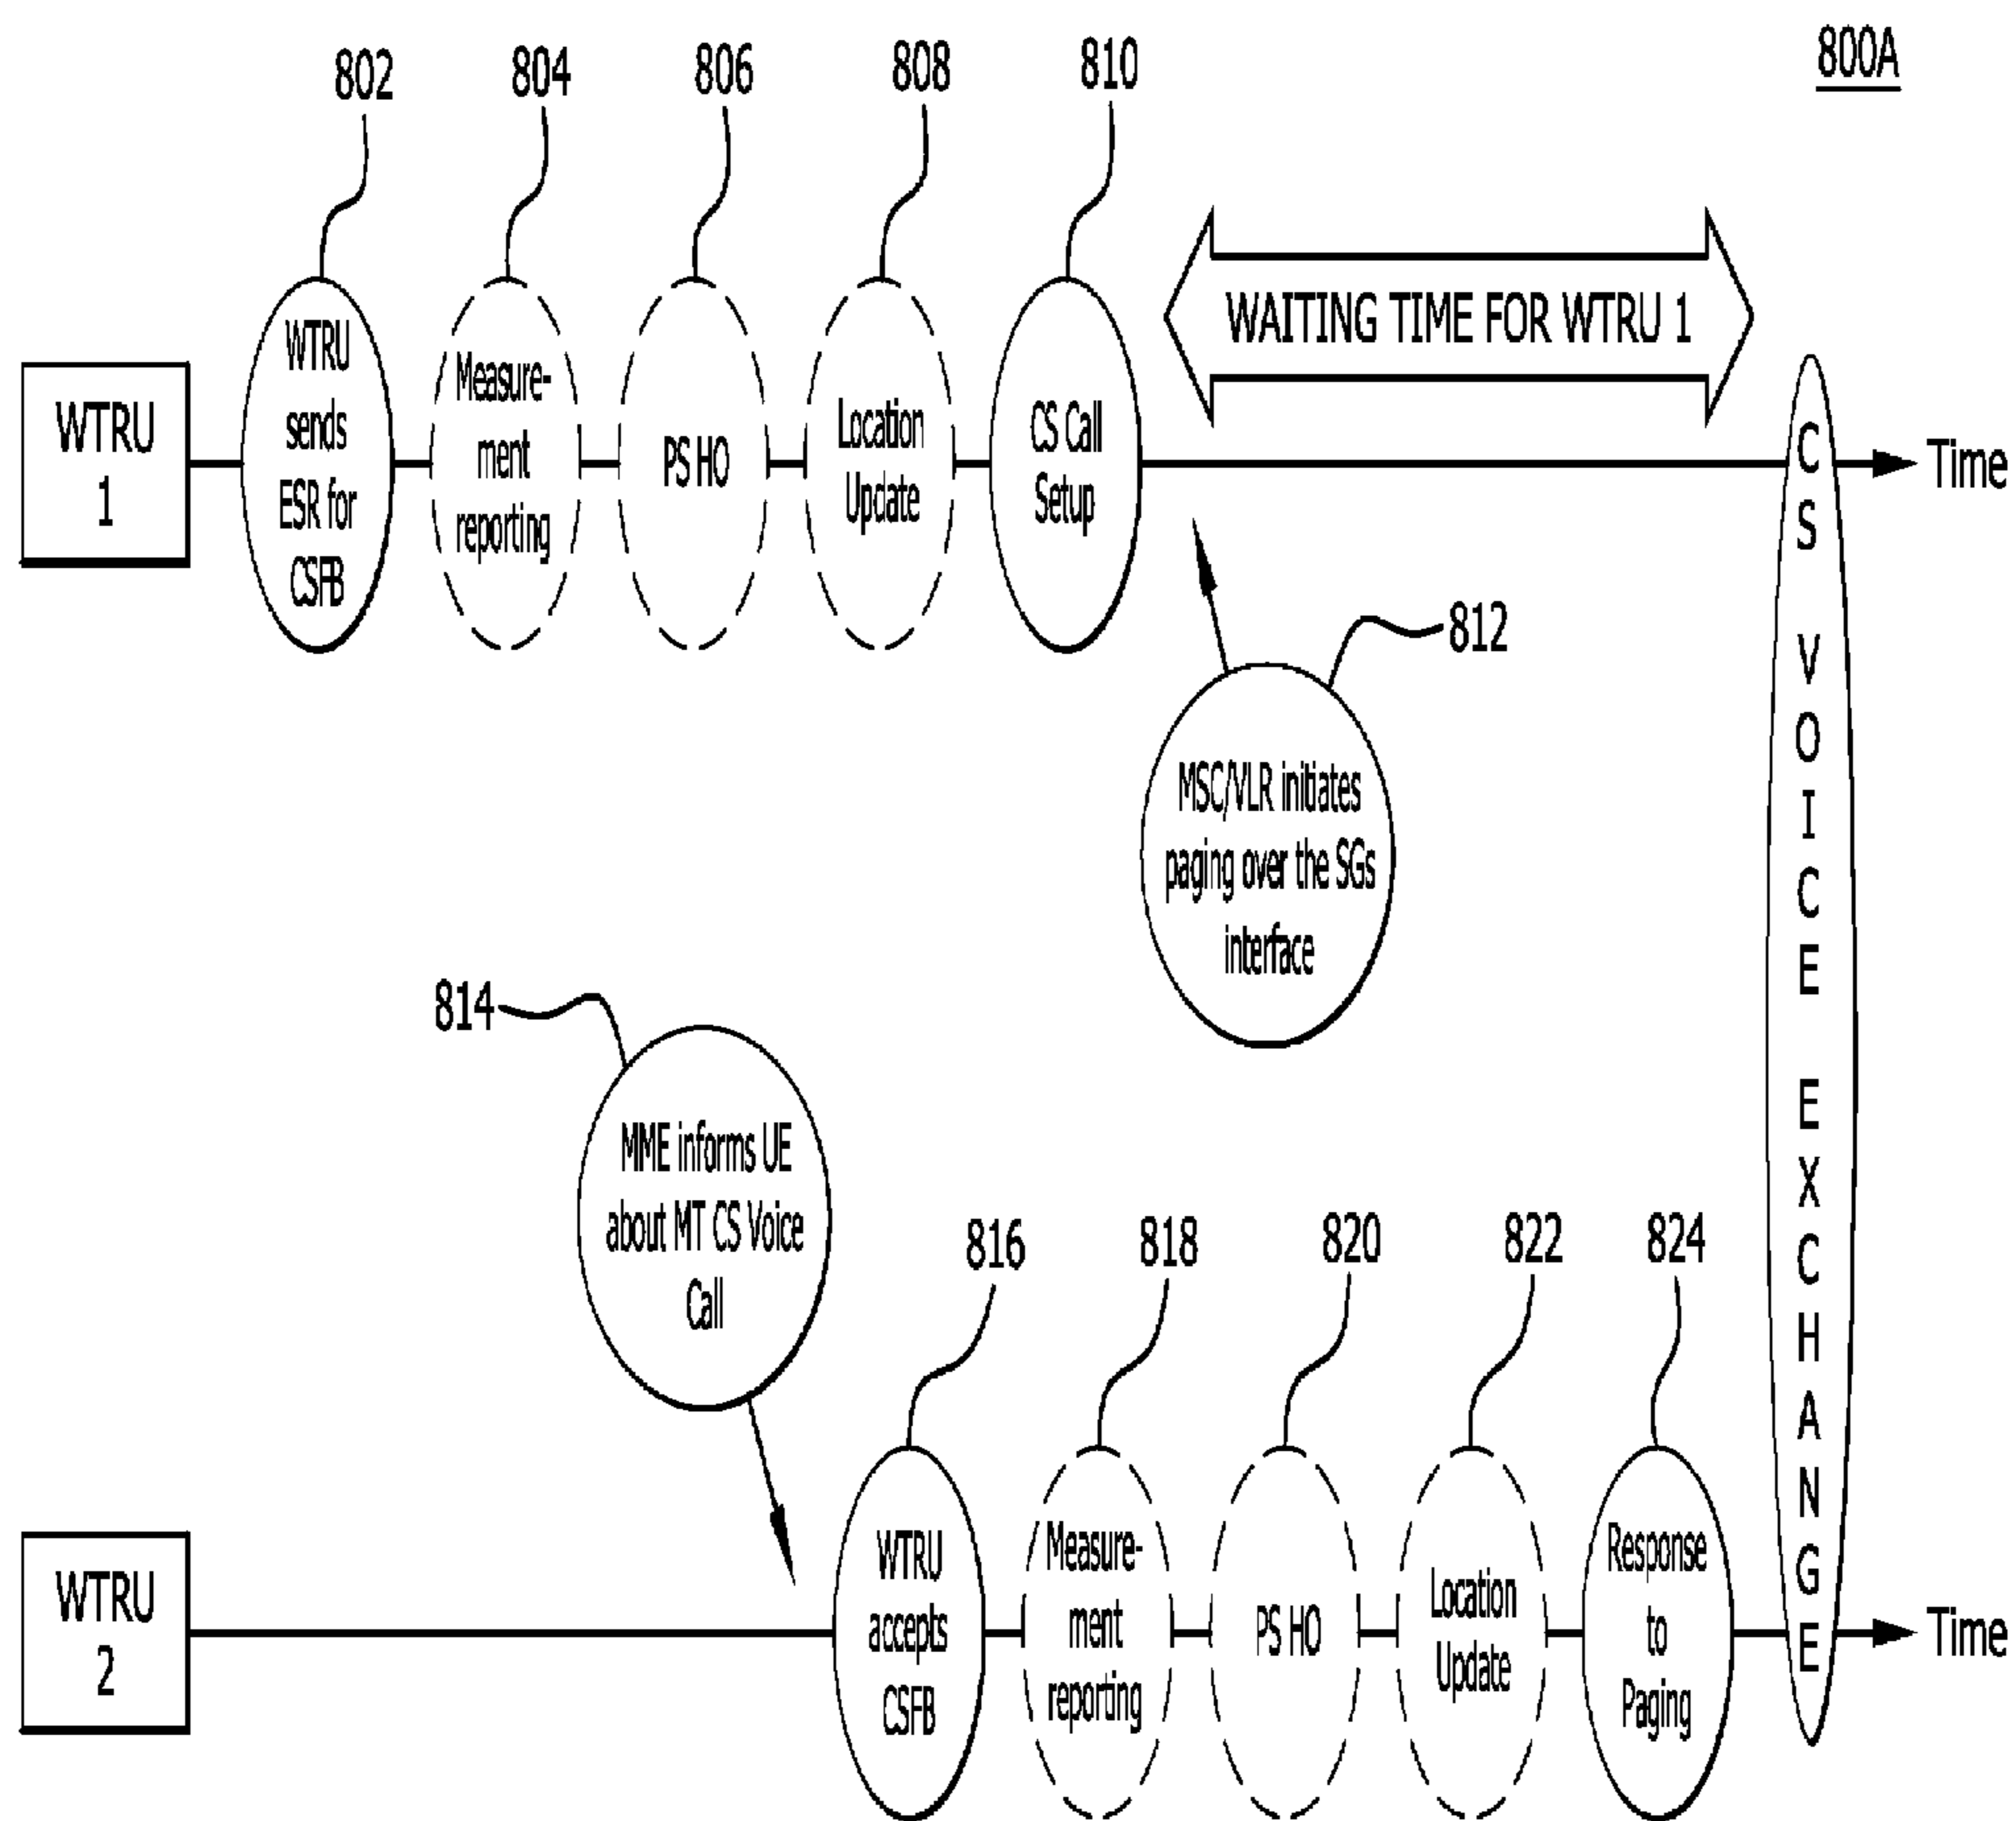 800A
802
804
806
808
810
WAITING TIME FOR WTRU 1
WTRU
1
WTRU
sends
ESR for
CSFB
Measure-
ment
reporting
PS HO
Location
Update
CS Call
Setup
Time
812
MSC/VLR initiates
paging over the SGs
interface
CS VOICE EXCHANGE
814
MME informs UE
about MT CS Voice
Call
816
818
820
822
824
WTRU
2
WTRU
accepts
CSFB
Measure-
ment
reporting
PS HO
Location
Update
Response
to
Paging
Time